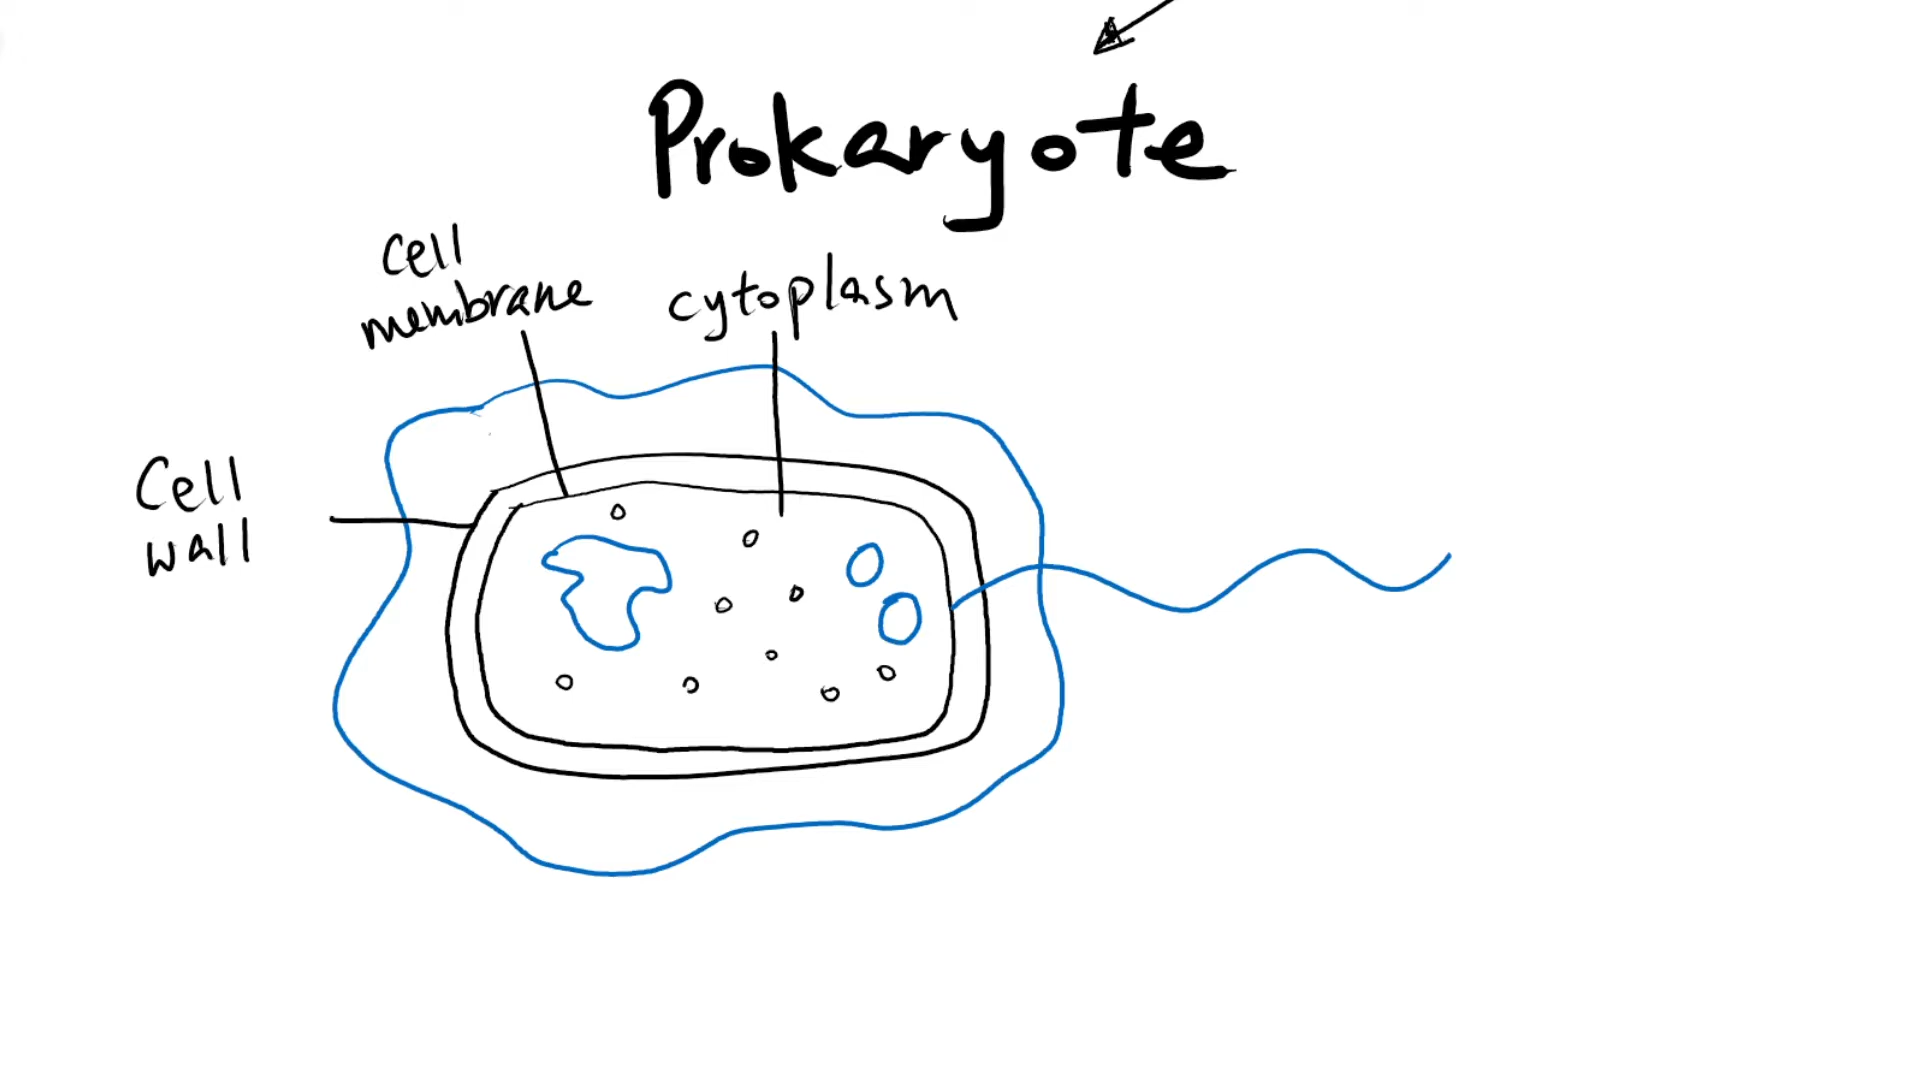 Prokaryote
Cell
membrane
cytoplasm
Cell
wall